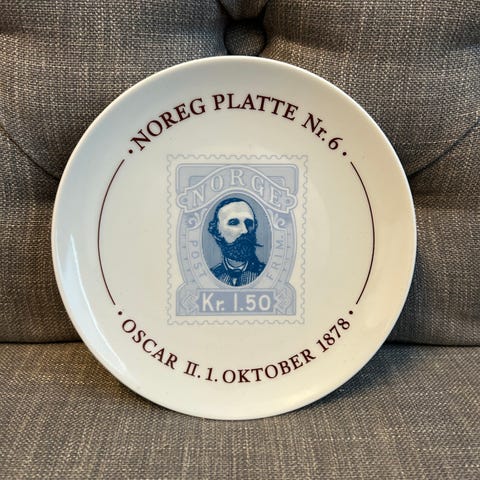 · NOREG PLATTE Nr. 6 ·
NORGE
POST
FRIM.
Kr. 1.50
· OSCAR II. 1. OKTOBER 1878 ·